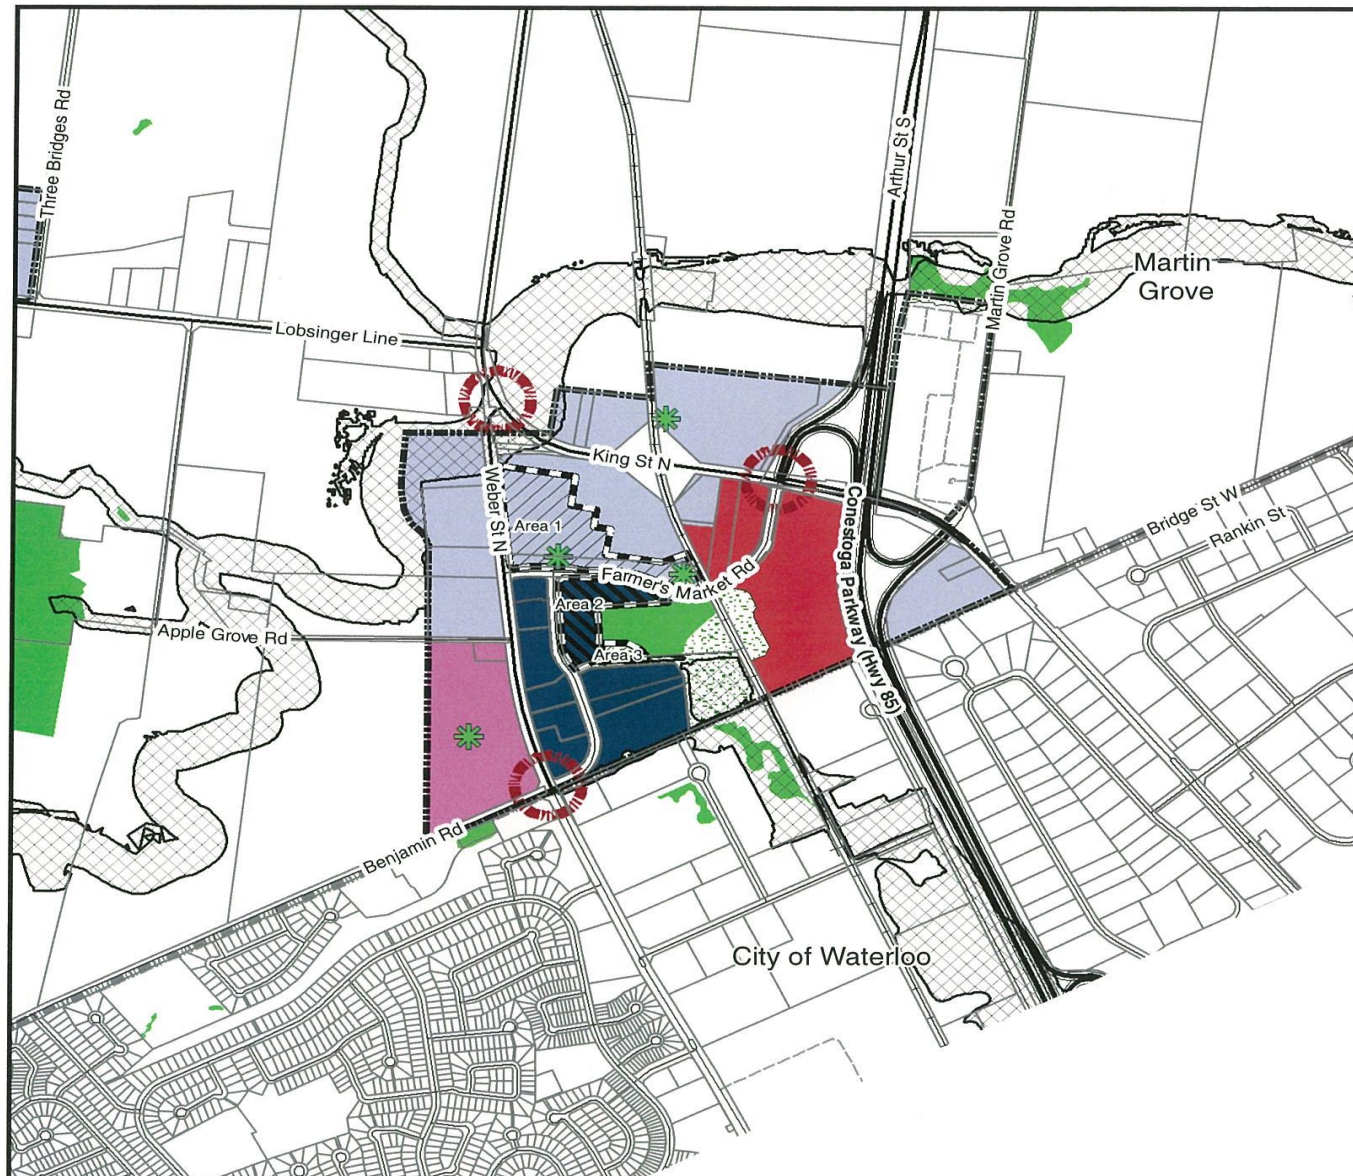 Three Bridges Rd
Arthur St S
Martin Grove Rd
Martin
Grove
Lobsinger Line
King St N
Weber St N
Conestoga Parkway (Hwy 85)
Bridge St W
Rankin St
Area 1
Farmer's Market Rd
Area 2
Apple Grove Rd
Area 3
Benjamin Rd
City of Waterloo